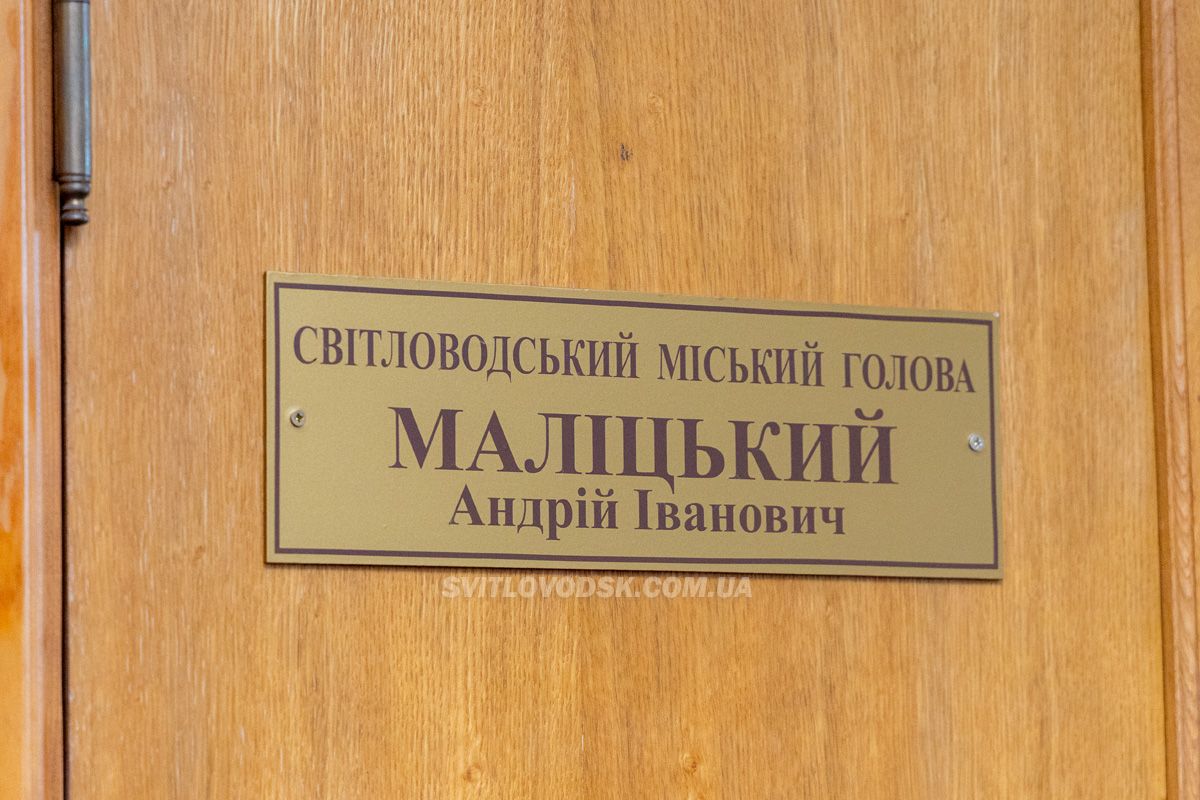 СВІТЛОВОДСЬКИЙ МІСЬКИЙ ГОЛОВА
МАЛІЦЬКИЙ
Андрій Іванович
SVITLOVODSK.COM.UA